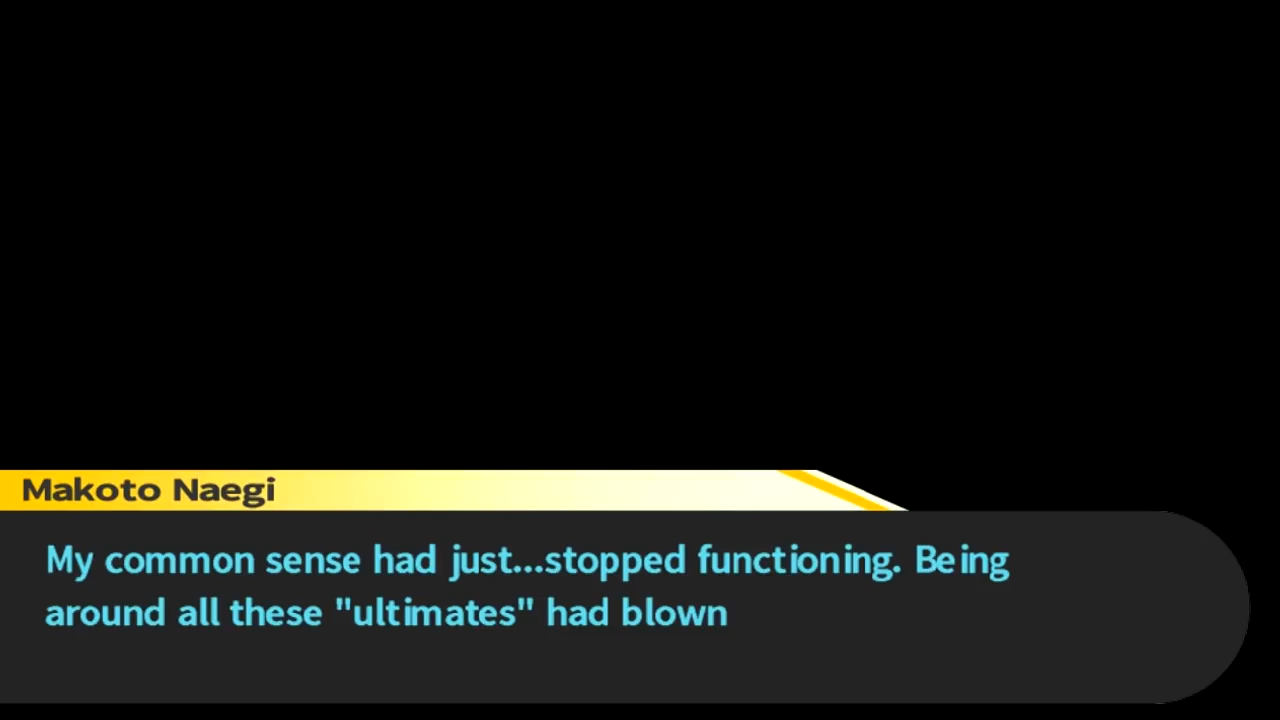 Makoto Naegi
My common sense had just...stopped functioning. Being
around all these "ultimates" had blown